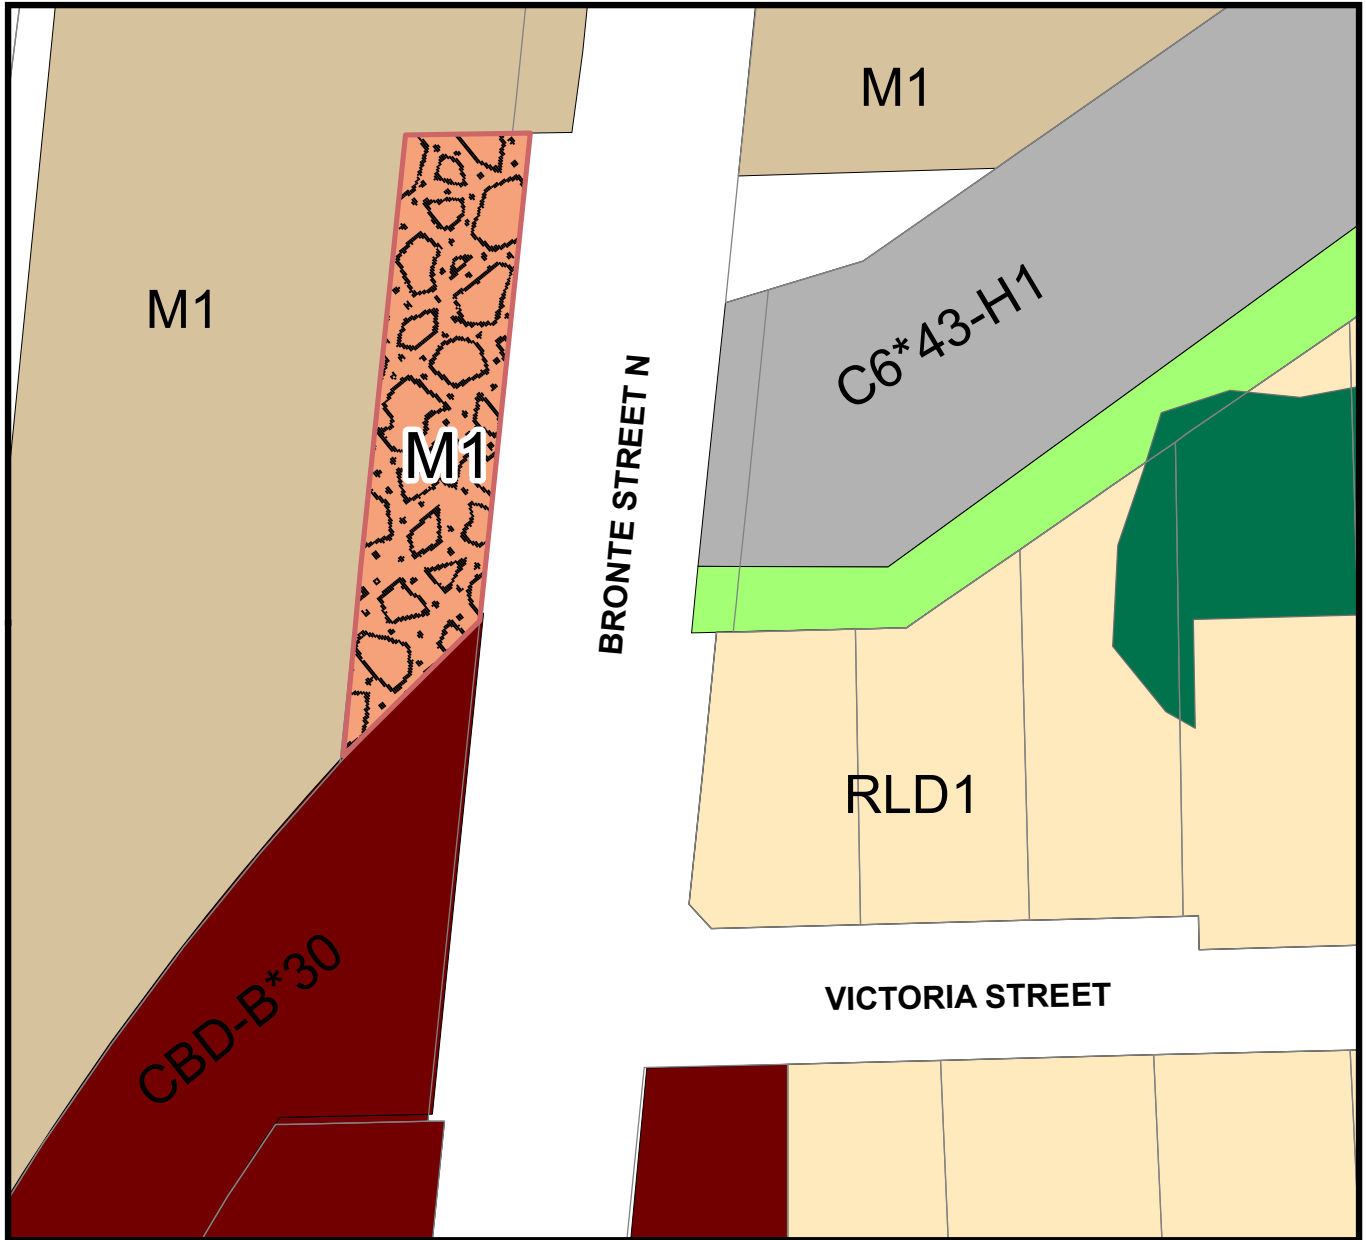 M1
M1
C6*43-H1
M1
BRONTE STREET N
RLD1
CBD-B*30
VICTORIA STREET